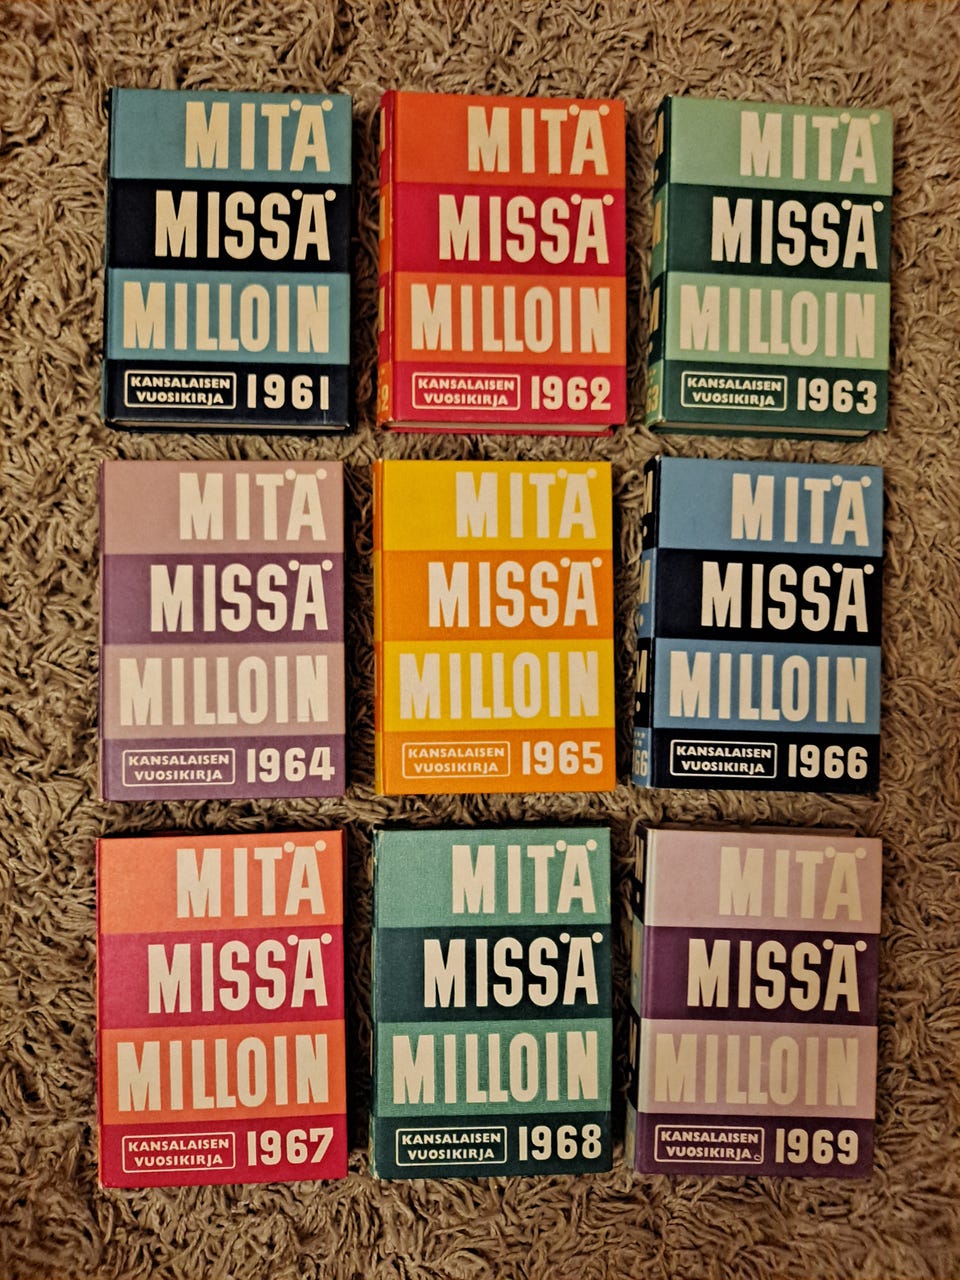 MITÄ
MISSÄ
MILLOIN
KANSALAISEN
VUOSIKIRJA
1961
MITÄ
MISSÄ
MILLOIN
KANSALAISEN
VUOSIKIRJA
1962
MITÄ
MISSÄ
MILLOIN
KANSALAISEN
VUOSIKIRJA
1963
MITÄ
MISSÄ
MILLOIN
KANSALAISEN
VUOSIKIRJA
1964
MITÄ
MISSÄ
MILLOIN
KANSALAISEN
VUOSIKIRJA
1965
MITÄ
MISSÄ
MILLOIN
KANSALAISEN
VUOSIKIRJA
1966
MITÄ
MISSÄ
MILLOIN
KANSALAISEN
VUOSIKIRJA
1967
MITÄ
MISSÄ
MILLOIN
KANSALAISEN
VUOSIKIRJA
1968
MITÄ
MISSÄ
MILLOIN
KANSALAISEN
VUOSIKIRJA
1969